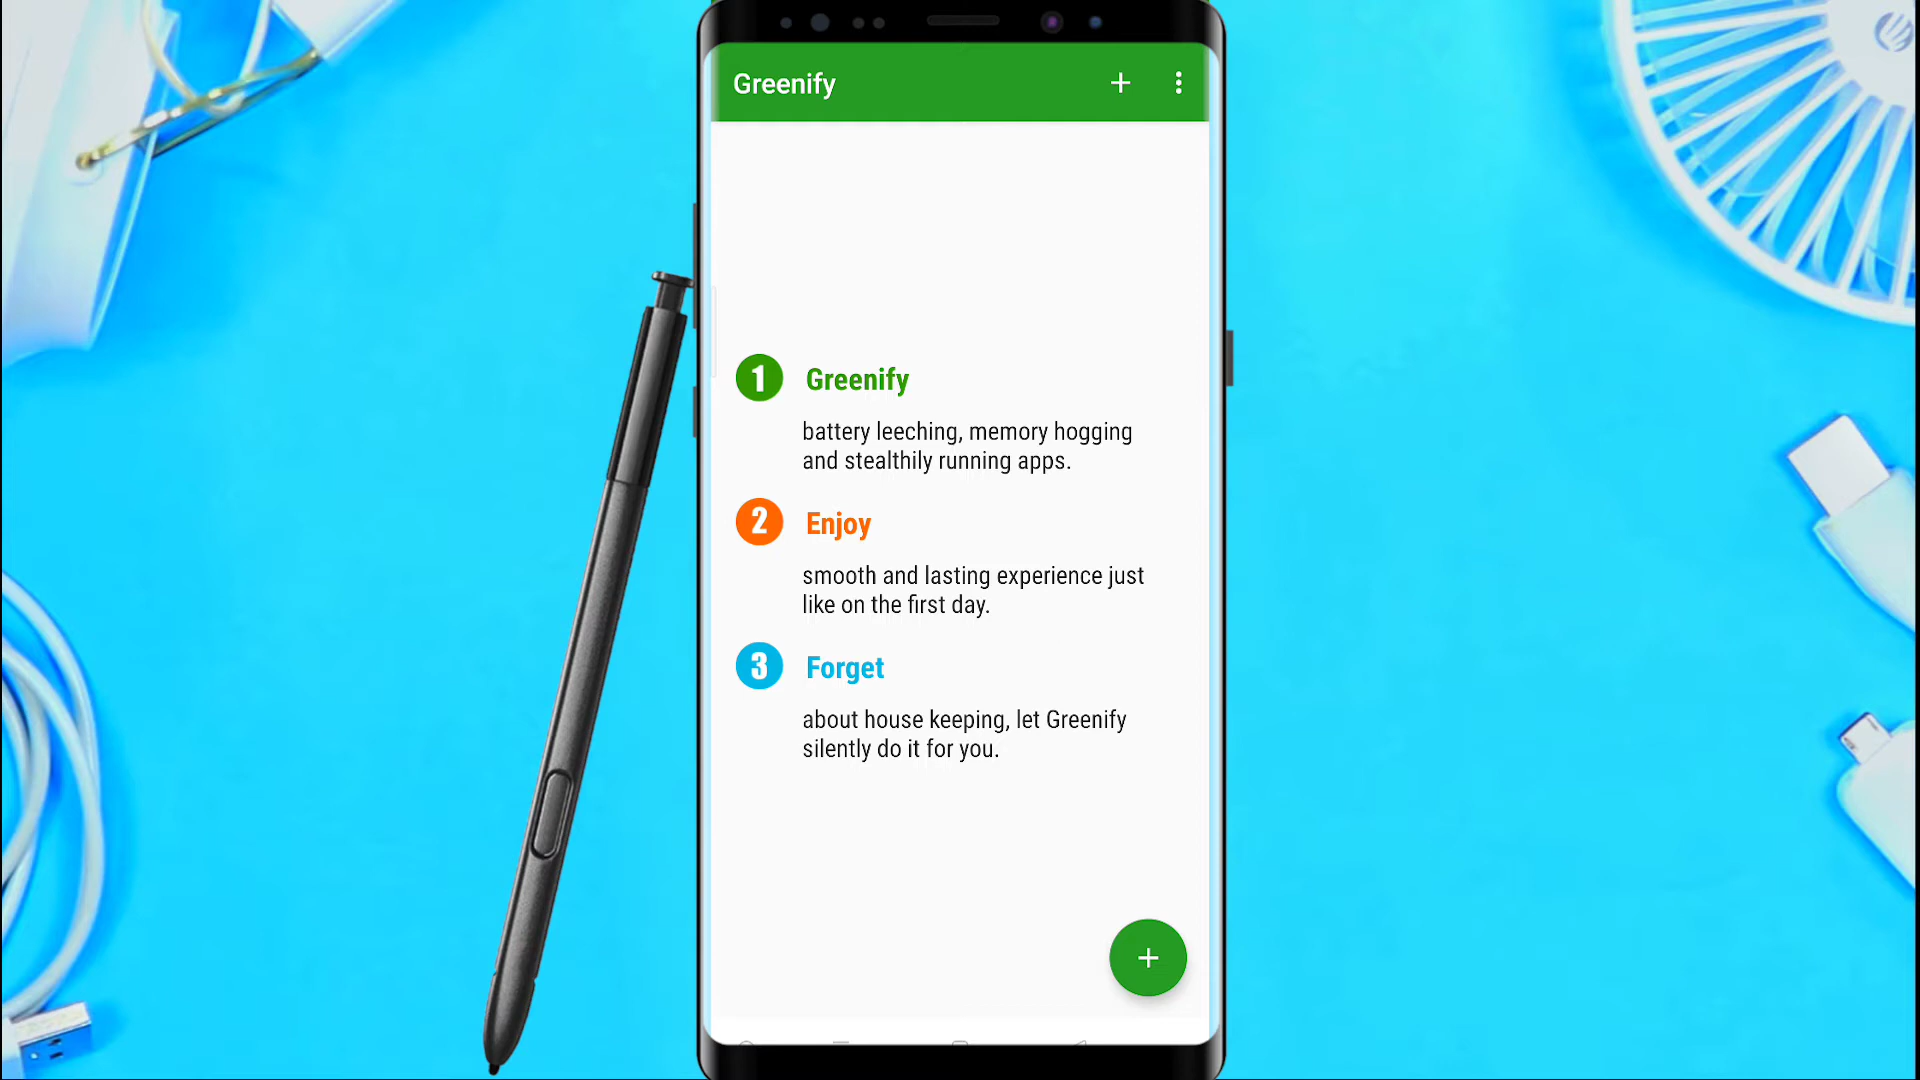 Greenify
1 Greenify
battery leeching, memory hogging
and stealthily running apps.
2 Enjoy
smooth and lasting experience just
like on the first day.
3 Forget
about house keeping, let Greenify
silently do it for you.